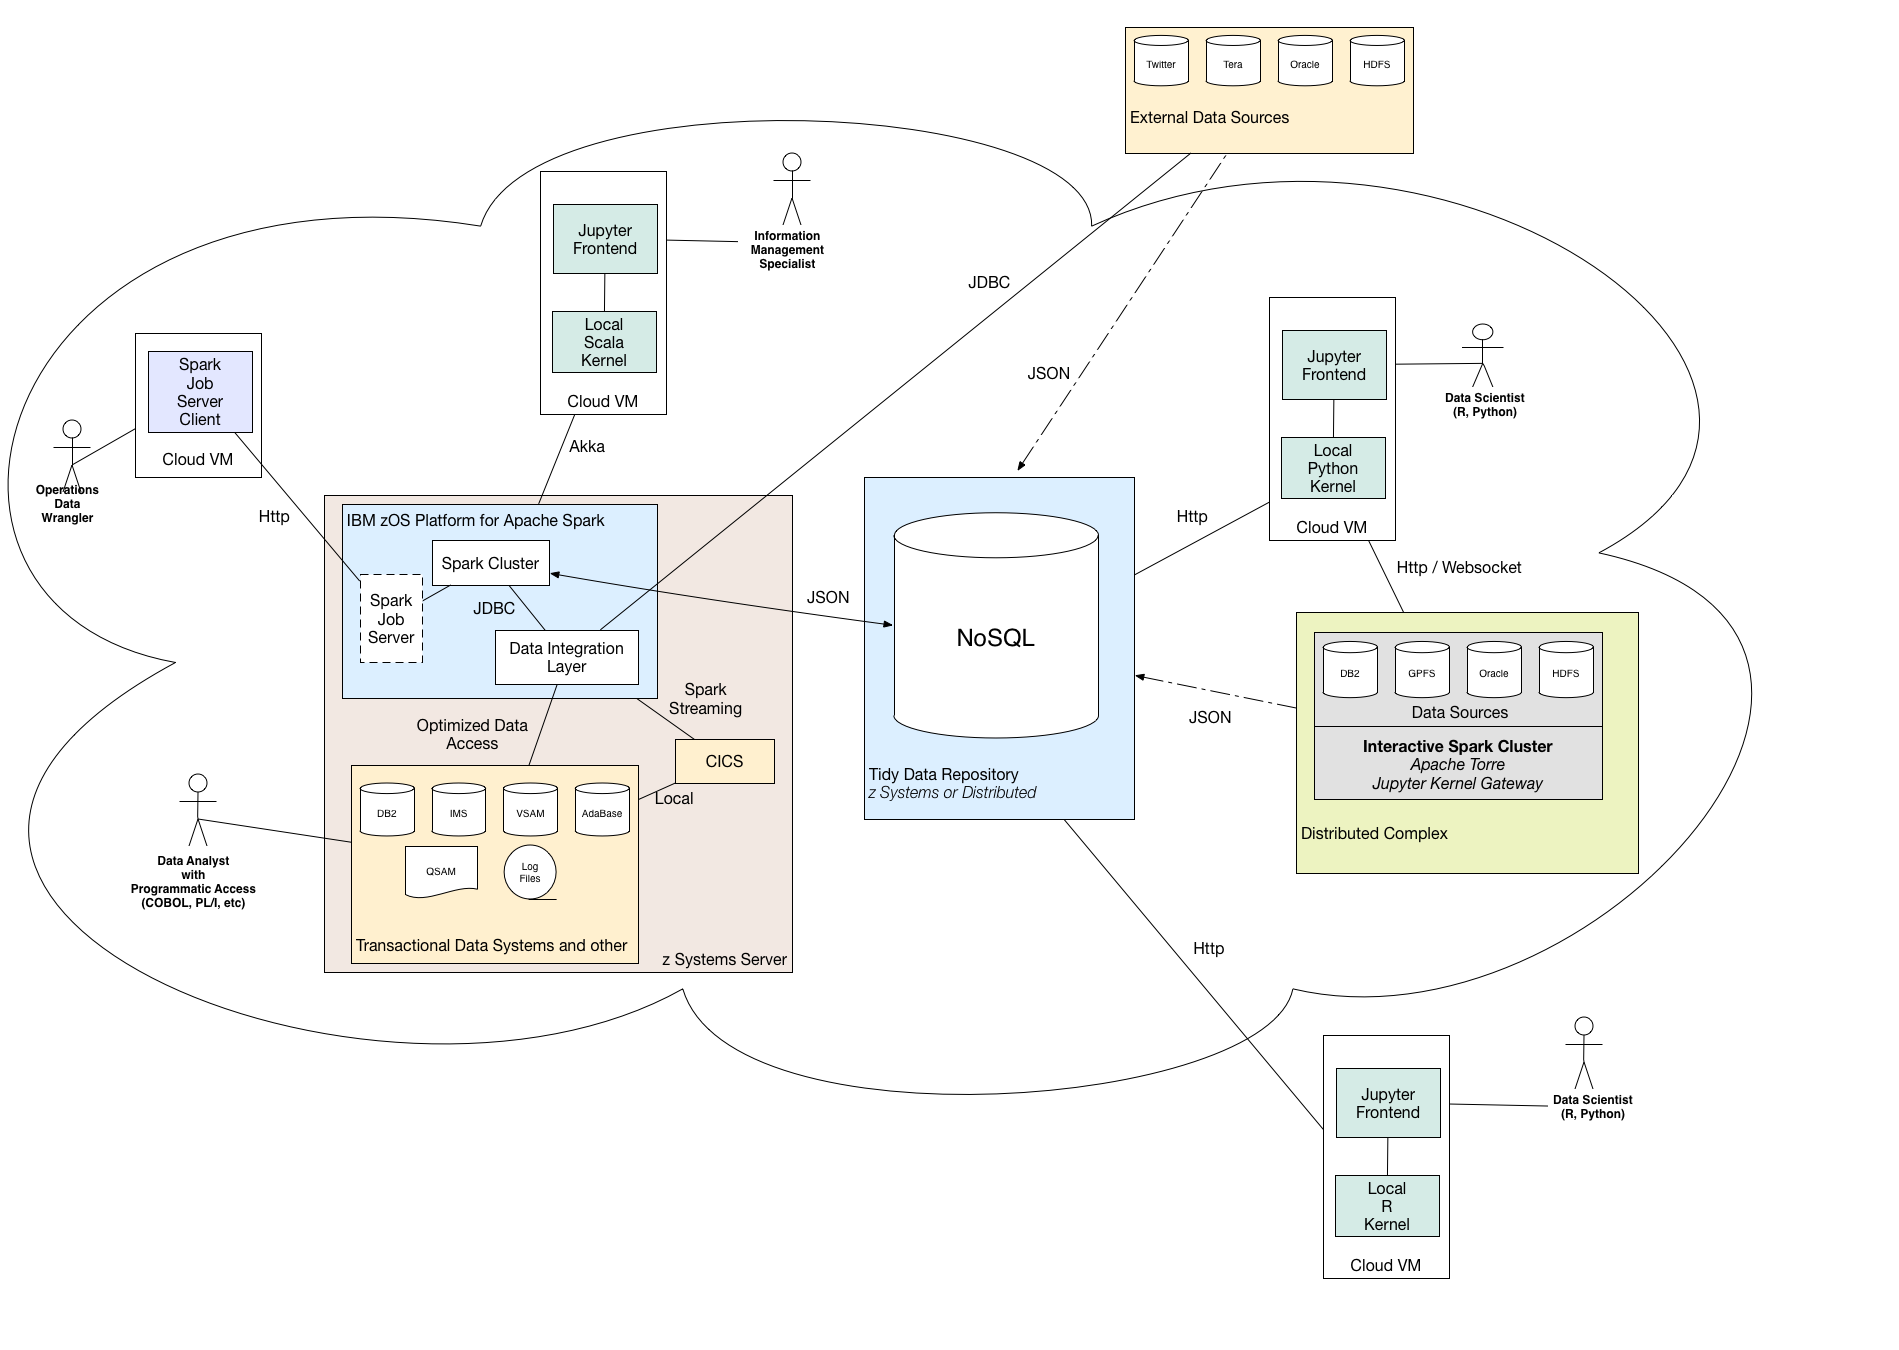 Twitter
Tera
Oracle
HDFS
External Data Sources
Jupyter
Frontend
Local
Scala
Kernel
Cloud VM
Information
Management
Specialist
JDBC
JSON
Akka
Spark
Job
Server
Client
Cloud VM
Operations
Data
Wrangler
Http
Jupyter
Frontend
Local
Python
Kernel
Cloud VM
Data Scientist
(R, Python)
Http
Http / Websocket
IBM zOS Platform for Apache Spark
Spark Cluster
Spark
Job
Server
JDBC
Data Integration
Layer
JSON
Spark
Streaming
Optimized Data
Access
CICS
Local
DB2
IMS
VSAM
AdaBase
QSAM
Log
Files
Transactional Data Systems and other
z Systems Server
Data Analyst
with
Programmatic Access
(COBOL, PL/I, etc)
NoSQL
Tidy Data Repository
z Systems or Distributed
JSON
DB2
GPFS
Oracle
HDFS
Data Sources
Interactive Spark Cluster
Apache Torre
Jupyter Kernel Gateway
Distributed Complex
Http
Jupyter
Frontend
Local
R
Kernel
Cloud VM
Data Scientist
(R, Python)